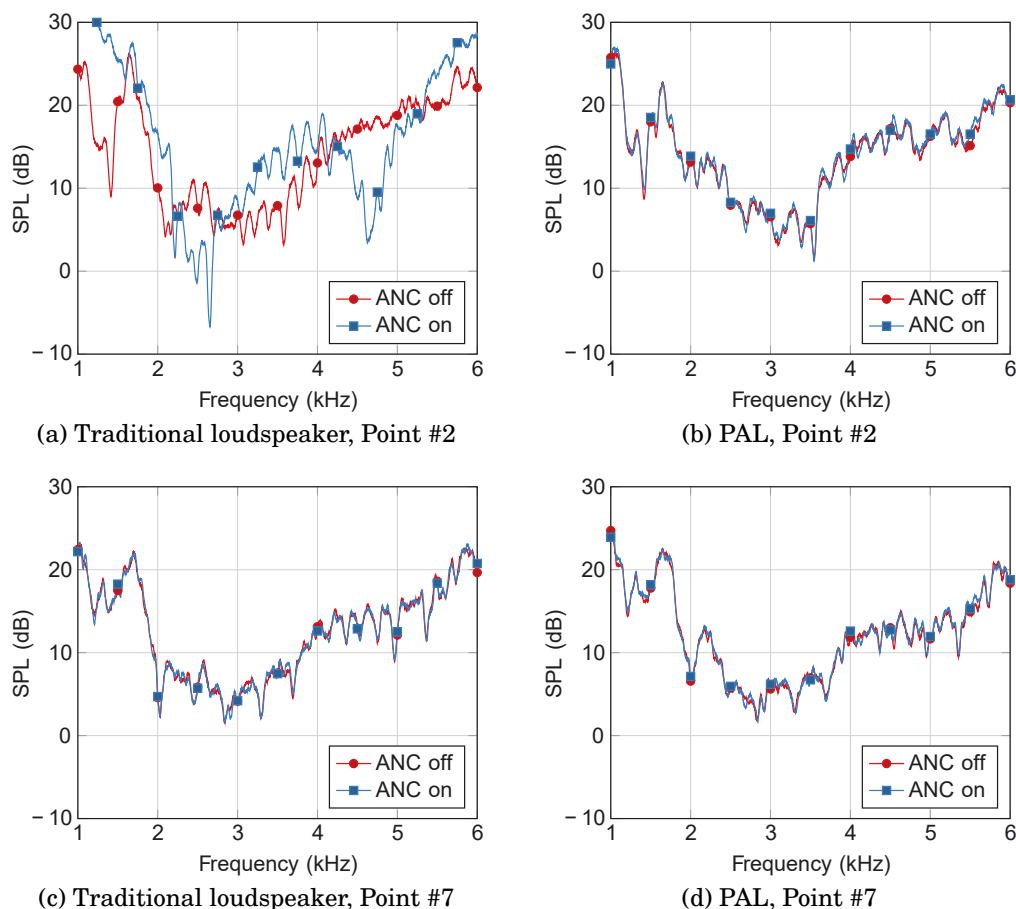 30
20
10
0
− 10
SPL (dB)
ANC off
ANC on
1 2 3 4 5 6
Frequency (kHz)
(a) Traditional loudspeaker, Point #2
30
20
10
0
− 10
SPL (dB)
ANC off
ANC on
1 2 3 4 5 6
Frequency (kHz)
(b) PAL, Point #2
30
20
10
0
− 10
SPL (dB)
ANC off
ANC on
1 2 3 4 5 6
Frequency (kHz)
(c) Traditional loudspeaker, Point #7
30
20
10
0
− 10
SPL (dB)
ANC off
ANC on
1 2 3 4 5 6
Frequency (kHz)
(d) PAL, Point #7